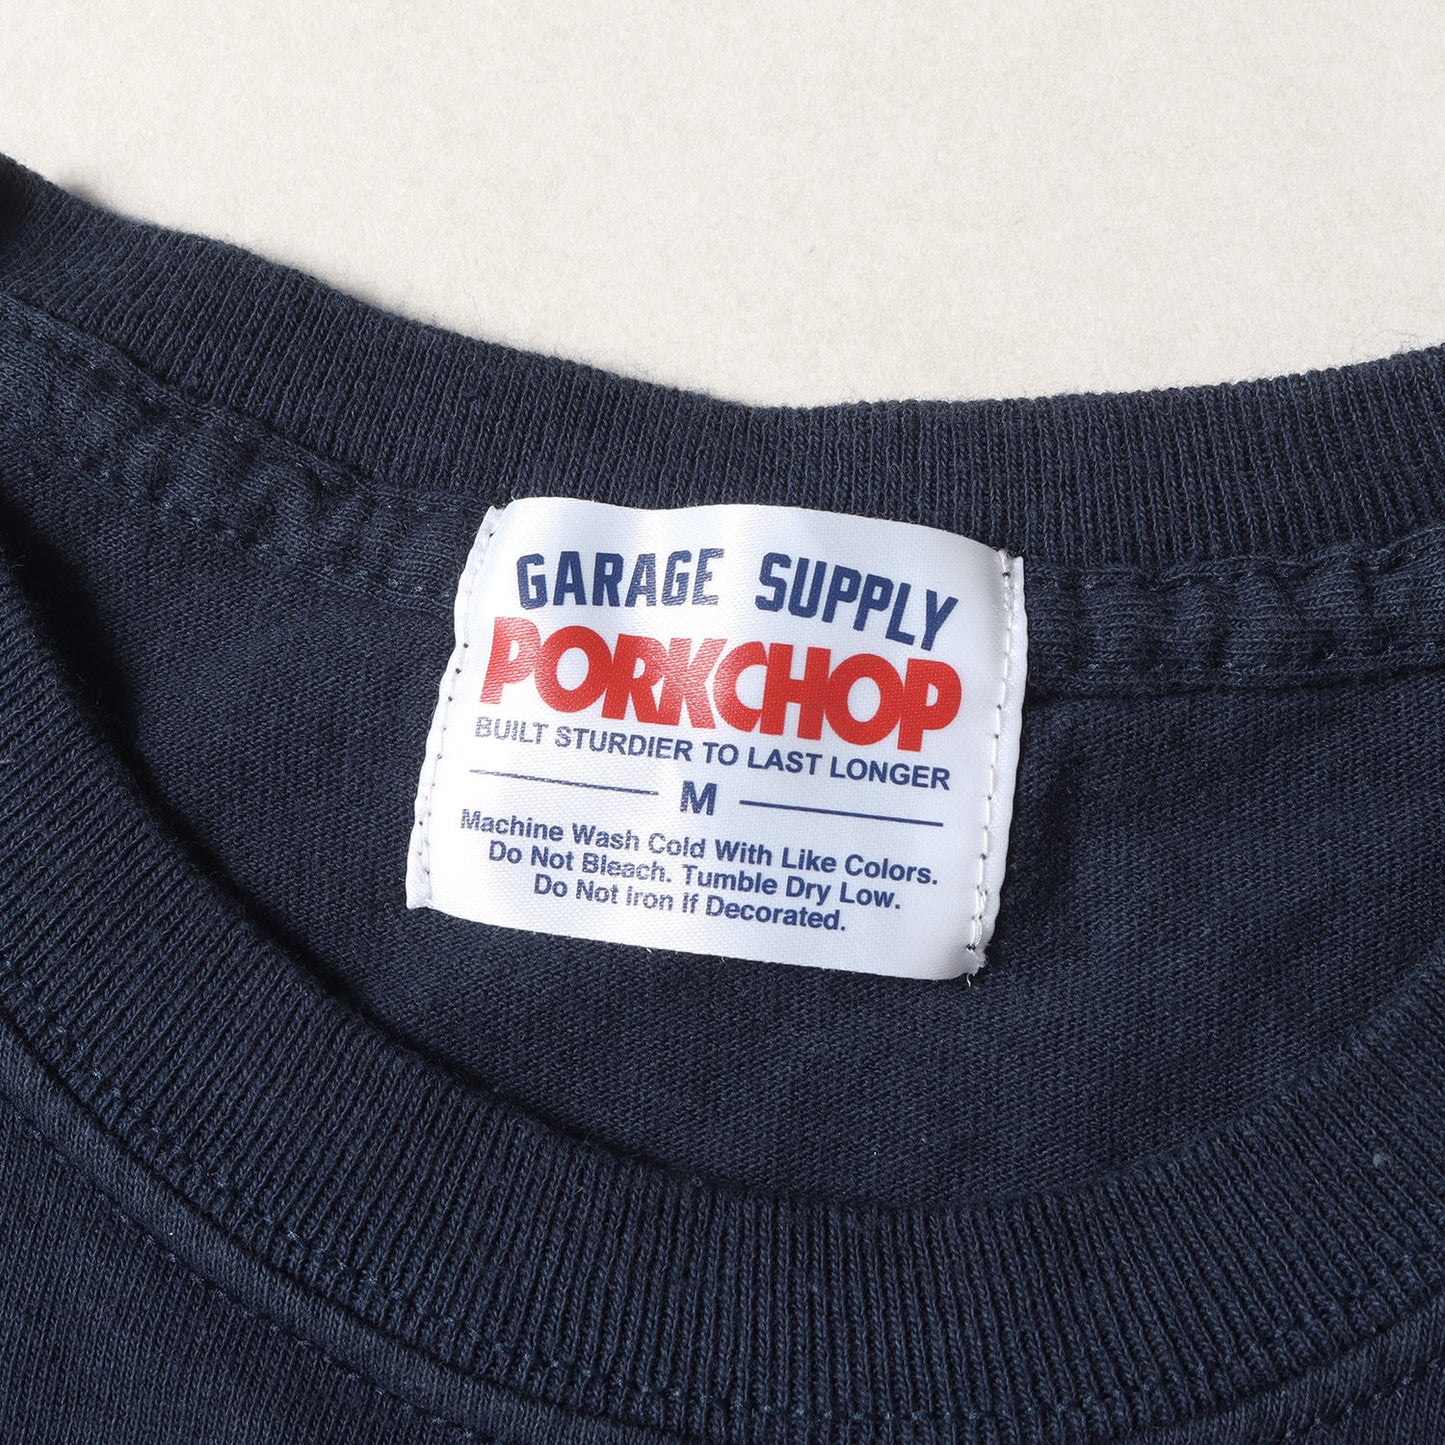 GARAGE SUPPLY
PORKCHOP
BUILT STURDIER TO LAST LONGER
M
Machine Wash Cold With Like Colors.
Do Not Bleach. Tumble Dry Low.
Do Not Iron If Decorated.